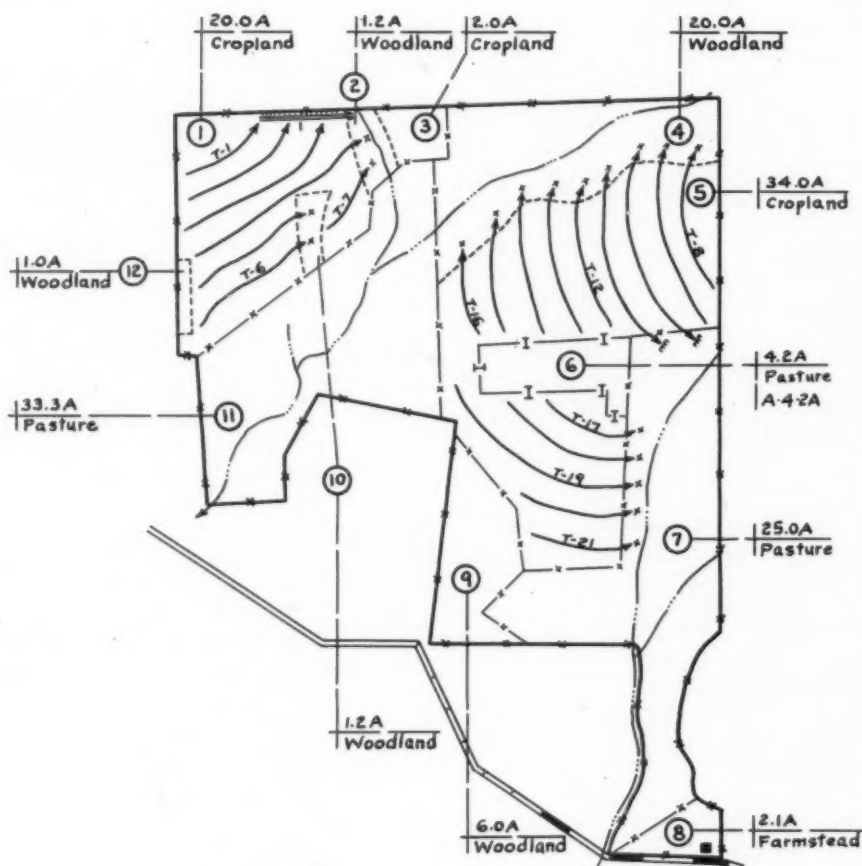 20.0A
Cropland
1.2A
Woodland
2.0A
Cropland
20.0A
Woodland
2
1
3
4
T-1
T-7
5
34.0A
Cropland
T-8
1.0A
Woodland
12
T-6
T-12
T-16
6
4.2A
Pasture
A-4-2A
33.3A
Pasture
11
T-17
10
T-19
7
25.0A
Pasture
T-21
9
1.2A
Woodland
6.0A
Woodland
8
2.1A
Farmstead